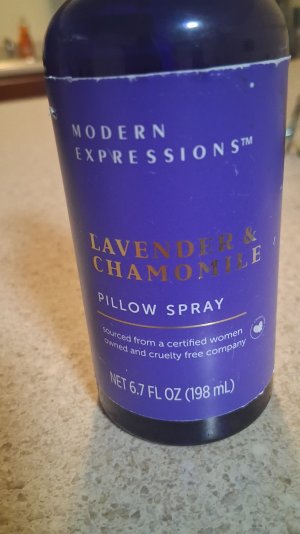 MODERN
EXPRESSIONS™
LAVENDER &
CHAMOMILE
PILLOW SPRAY
sourced from a certified women
owned and cruelty free company
NET 6.7 FL OZ (198 mL)